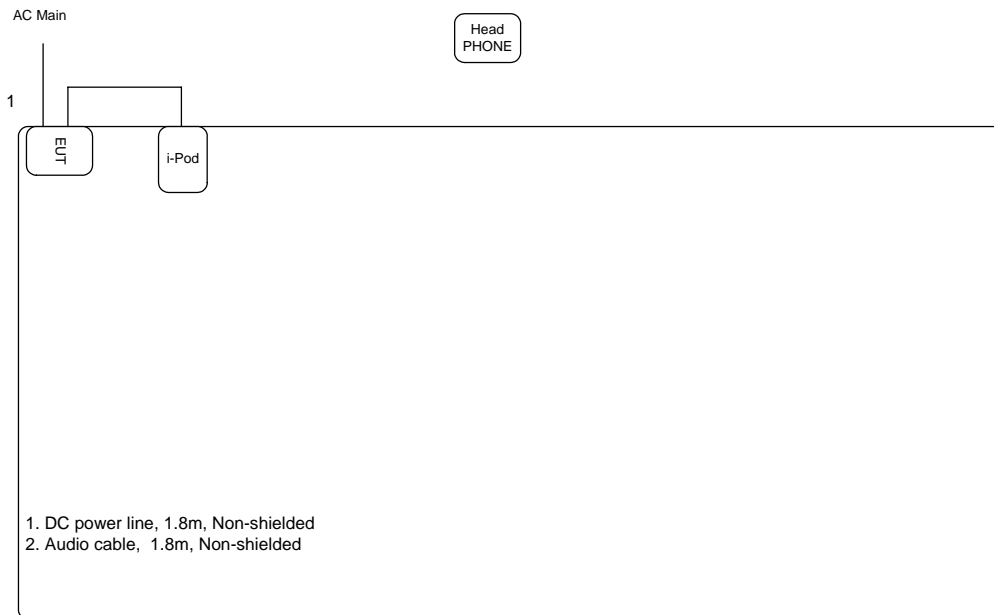 AC Main
Head
PHONE
1
EUT
i-Pod
1. DC power line, 1.8m, Non-shielded
2. Audio cable,  1.8m, Non-shielded